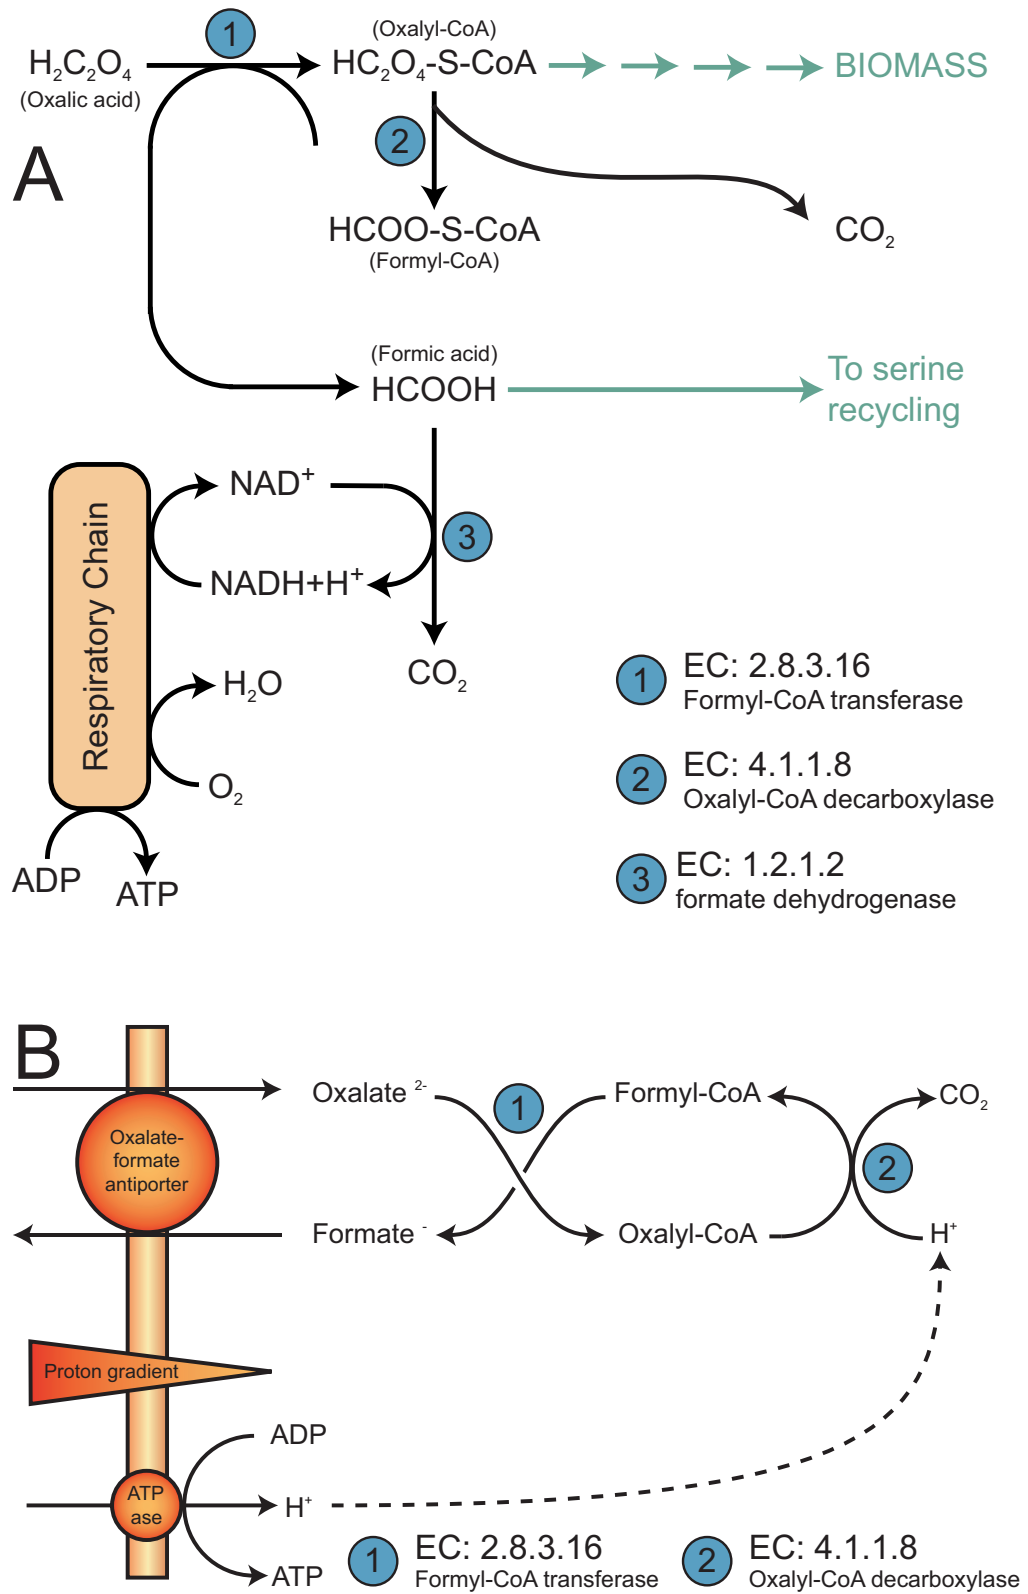 A
1
H₂C₂O₄
(Oxalic acid)
(Oxalyl-CoA)
HC₂O₄-S-CoA
BIOMASS
2
HCOO-S-CoA
(Formyl-CoA)
CO₂
(Formic acid)
HCOOH
To serine
recycling
Respiratory Chain
NAD⁺
NADH+H⁺
3
CO₂
H₂O
O₂
ADP
ATP
1 EC: 2.8.3.16
Formyl-CoA transferase
2 EC: 4.1.1.8
Oxalyl-CoA decarboxylase
3 EC: 1.2.1.2
formate dehydrogenase
B
Oxalate-
formate
antiporter
Oxalate ²⁻
1
Formyl-CoA
CO₂
2
Formate ⁻
Oxalyl-CoA
H⁺
Proton gradient
ADP
ATP
ase
H⁺
ATP
1 EC: 2.8.3.16
Formyl-CoA transferase
2 EC: 4.1.1.8
Oxalyl-CoA decarboxylase